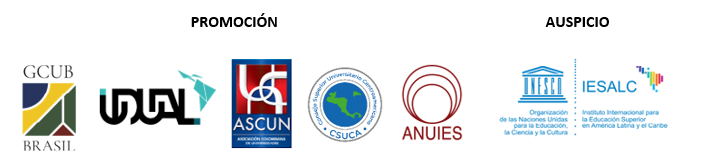 PROMOCIÓN
AUSPICIO
GCUB
BRASIL
UDUAL
ASCUN
ASOCIACIÓN COLOMBIANA
DE UNIVERSIDADES
Consejo Superior Universitario Centroamericano
CSUCA
ANUIES
UNESCO
Organización
de las Naciones Unidas
para la Educación,
la Ciencia y la Cultura
IESALC
Instituto Internacional para
la Educación Superior
en América Latina y el Caribe